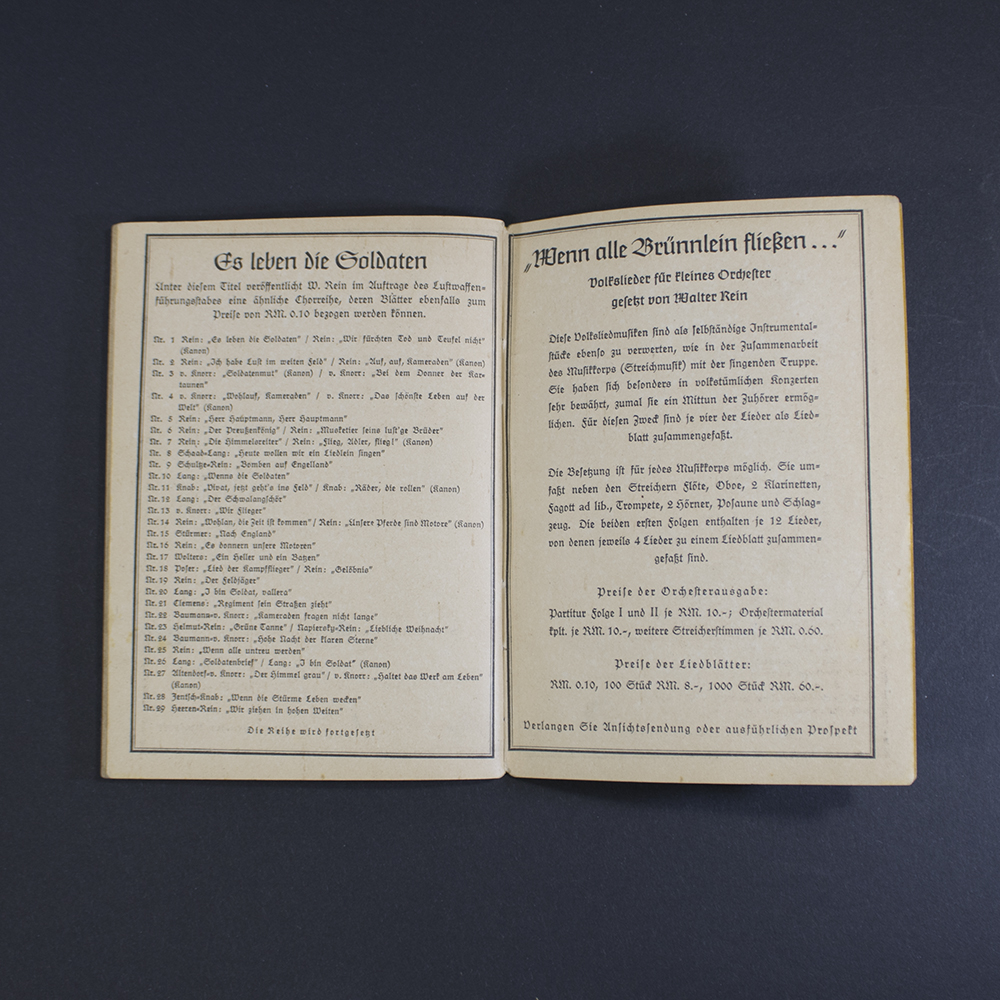 Es leben die Soldaten
Unter diesem Titel veröffentlicht W. Rein im Auftrage des Luftwaffen-
führungsstabes eine ähnliche Chorreihe, deren Blätter ebenfalls zum
Preise von RM. 0.10 bezogen werden können.
Nr. 1 Rein: „Es leben die Soldaten“ / Rein: „Wir fürchten Tod und Teufel nicht“
(Kanon)
Nr. 2 Rein: „Ich habe Lust im weiten Feld“ / Rein: „Auf, auf, Kameraden“ (Kanon)
Nr. 3 v. Knorr: „Soldatenmut“ (Kanon) / v. Knorr: „Bei dem Donner der Kar-
taunen“
Nr. 4 v. Knorr: „Wohlauf, Kameraden“ / v. Knorr: „Das schönste Leben auf der
Welt“ (Kanon)
Nr. 5 Rein: „Herr Hauptmann, Herr Hauptmann“
Nr. 6 Rein: „Der Preußenkönig“ / Rein: „Musketier seins lust'ge Brüder“
Nr. 7 Rein: „Die Himmelsreiter“ / Rein: „Flieg, Adler, flieg!“ (Kanon)
Nr. 8 Schaad-Lang: „Heute wollen wir ein Liedlein singen“
Nr. 9 Schultze-Rein: „Bomben auf Engelland“
Nr. 10 Lang: „Wenns die Soldaten“
Nr. 11 Knab: „Vivat, jetzt geht's ins Feld“ / Knab: „Räder, die rollen“ (Kanon)
Nr. 12 Lang: „Der Schwalangschör“
Nr. 13 v. Knorr: „Wir Flieger“
Nr. 14 Rein: „Wohlan, die Zeit ist kommen“ / Rein: „Unsere Pferde sind Motore“ (Kanon)
Nr. 15 Stürmer: „Nach England“
Nr. 16 Rein: „Es donnern unsere Motoren“
Nr. 17 Wolters: „Ein Heller und ein Batzen“
Nr. 18 Poser: „Lied der Kampfflieger“ / Rein: „Gelöbnis“
Nr. 19 Rein: „Der Feldjäger“
Nr. 20 Lang: „I bin Soldat, vallera“
Nr. 21 Clemens: „Regiment sein Straßen zieht“
Nr. 22 Baumann-v. Knorr: „Kameraden fragen nicht lange“
Nr. 23 Helmut-Rein: „Grüne Tanne“ / Napiersky-Rein: „Liebliche Weihnacht“
Nr. 24 Baumann-v. Knorr: „Hohe Nacht der klaren Sterne“
Nr. 25 Rein: „Wenn alle untreu werden“
Nr. 26 Lang: „Soldatenbrief“ / Lang: „I bin Soldat“ (Kanon)
Nr. 27 Altendorf-v. Knorr: „Der Himmel grau“ / v. Knorr: „Haltet das Werk am Leben“
(Kanon)
Nr. 28 Jentsch-Knab: „Wenn die Stürme Leben wecken“
Nr. 29 Herren-Rein: „Wir ziehen in hohen Weiten“
Die Reihe wird fortgesetzt
„Wenn alle Brünnlein fließen...“
Volkslieder für kleines Orchester
gesetzt von Walter Rein
Diese Volksliedmusiken sind als selbständige Instrumental-
stücke ebenso zu verwerten, wie in der Zusammenarbeit
des Musikkorps (Streichmusik) mit der singenden Truppe.
Sie haben sich besonders in volkstümlichen Konzerten
sehr bewährt, zumal sie ein Mittun der Zuhörer ermög-
lichen. Für diesen Zweck sind je vier der Lieder als Lied-
blatt zusammengefaßt.
Die Besetzung ist für jedes Musikkorps möglich. Sie um-
faßt neben den Streichern Flöte, Oboe, 2 Klarinetten,
Fagott ad lib., Trompete, 2 Hörner, Posaune und Schlag-
zeug. Die beiden ersten Folgen enthalten je 12 Lieder,
von denen jeweils 4 Lieder zu einem Liedblatt zusammen-
gefaßt sind.
Preise der Orchesterausgabe:
Partitur Folge I und II je RM. 10.-; Orchestermaterial
kplt. je RM. 10.-, weitere Streicherstimmen je RM. 0.60.
Preise der Liedblätter:
RM. 0.10, 100 Stück RM. 8.-, 1000 Stück RM. 60.-.
Verlangen Sie Ansichtssendung oder ausführlichen Prospekt